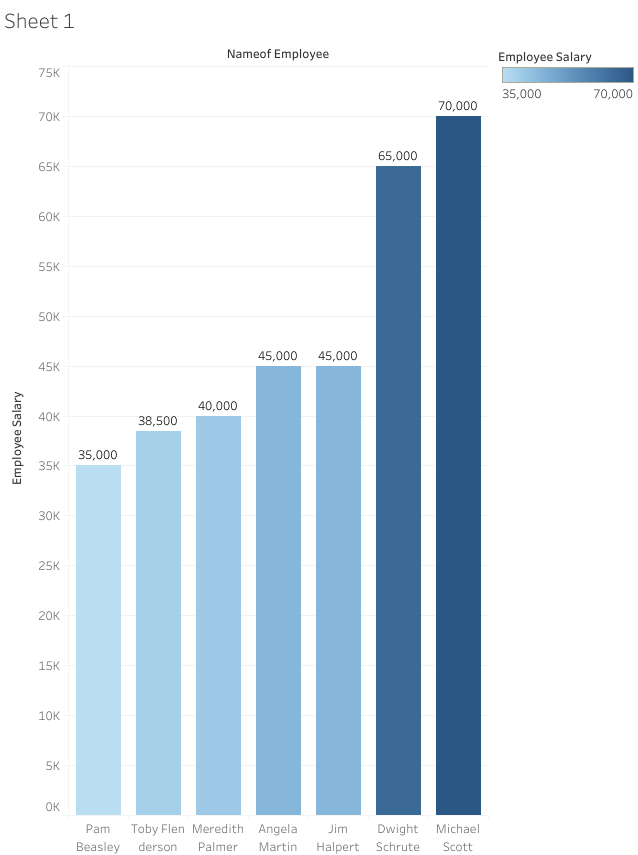 Sheet 1
Nameof Employee
Employee Salary
35,000 70,000
Employee Salary
75K
70K
65K
60K
55K
50K
45K
40K
35K
30K
25K
20K
15K
10K
5K
0K
35,000
38,500
40,000
45,000
45,000
65,000
70,000
Pam
Beasley
Toby Flen
derson
Meredith
Palmer
Angela
Martin
Jim
Halpert
Dwight
Schrute
Michael
Scott